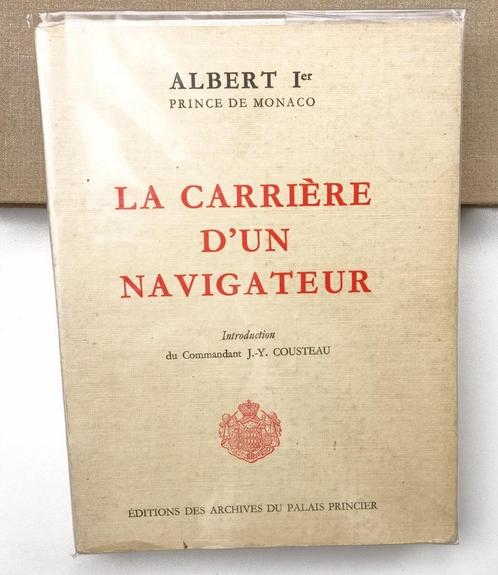 ALBERT Ier
PRINCE DE MONACO
LA CARRIÈRE
D'UN
NAVIGATEUR
Introduction
du Commandant J.-Y. COUSTEAU
ÉDITIONS DES ARCHIVES DU PALAIS PRINCIER